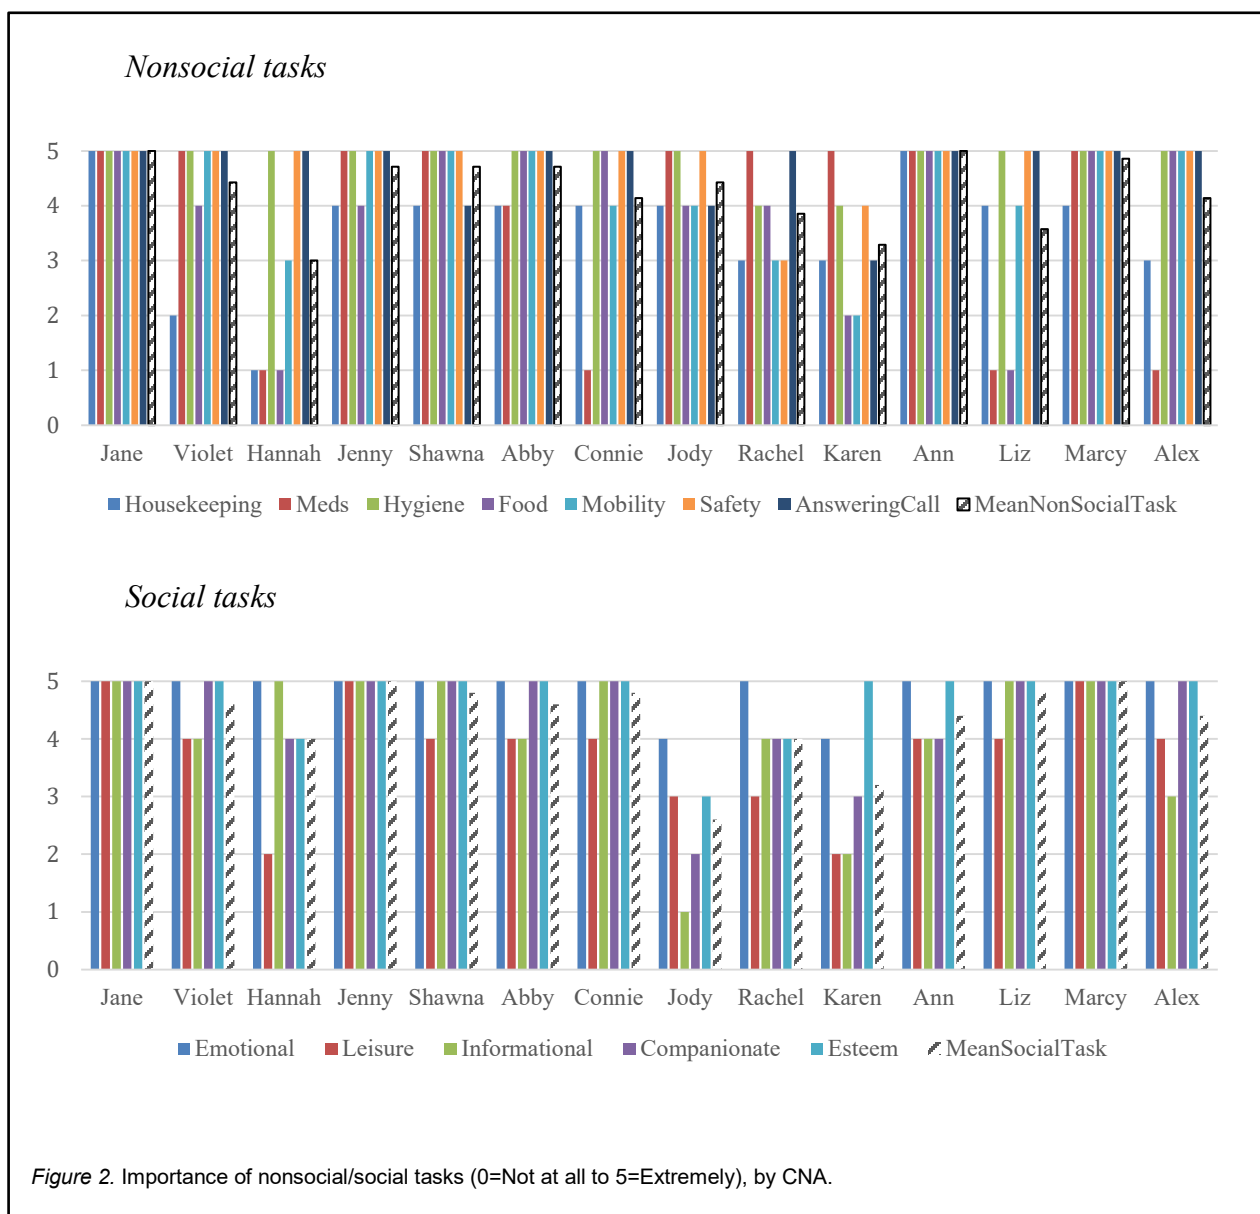 Nonsocial tasks
5
4
3
2
1
0
Jane Violet Hannah Jenny Shawna Abby Connie Jody Rachel Karen Ann Liz Marcy Alex
Housekeeping Meds Hygiene Food Mobility Safety AnsweringCall MeanNonSocialTask
Social tasks
5
4
3
2
1
0
Jane Violet Hannah Jenny Shawna Abby Connie Jody Rachel Karen Ann Liz Marcy Alex
Emotional Leisure Informational Companionate Esteem MeanSocialTask
Figure 2. Importance of nonsocial/social tasks (0=Not at all to 5=Extremely), by CNA.